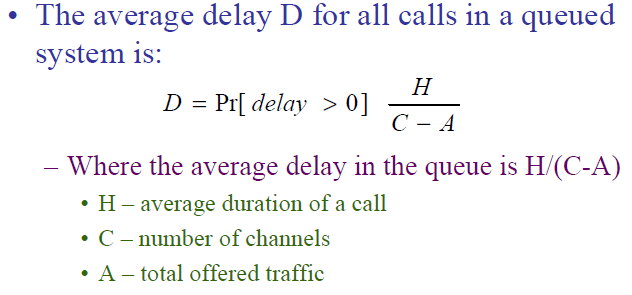 • The average delay D for all calls in a queued
system is:
D = Pr[ delay > 0] H / (C − A)
– Where the average delay in the queue is H/(C-A)
• H – average duration of a call
• C – number of channels
• A – total offered traffic